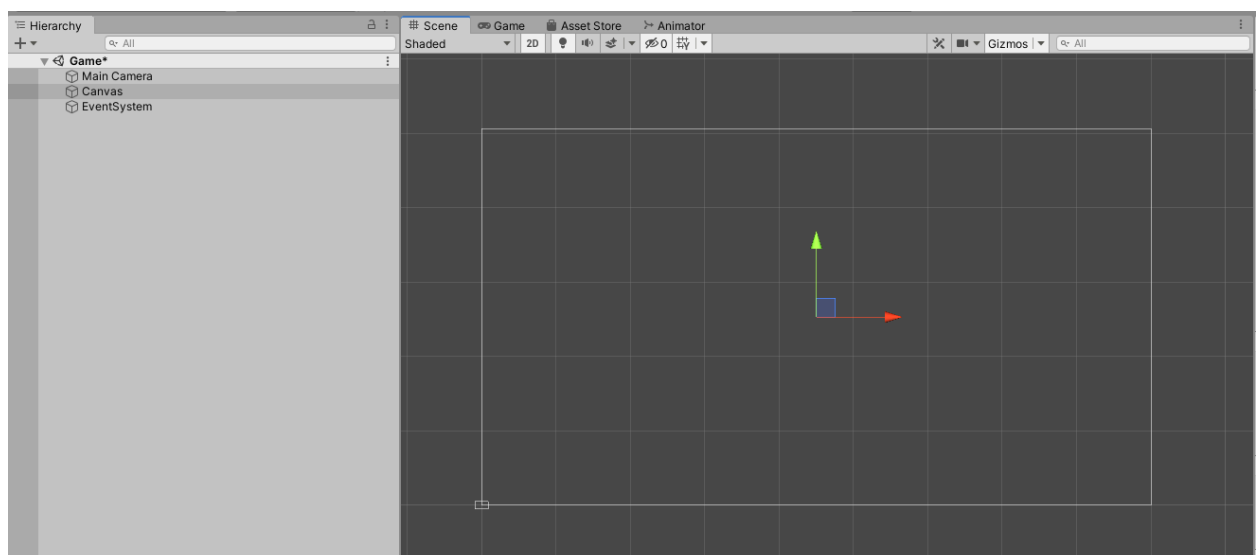 Hierarchy
All
Game*
Main Camera
Canvas
EventSystem
Scene Game Asset Store Animator
Shaded 2D 0 Gizmos All